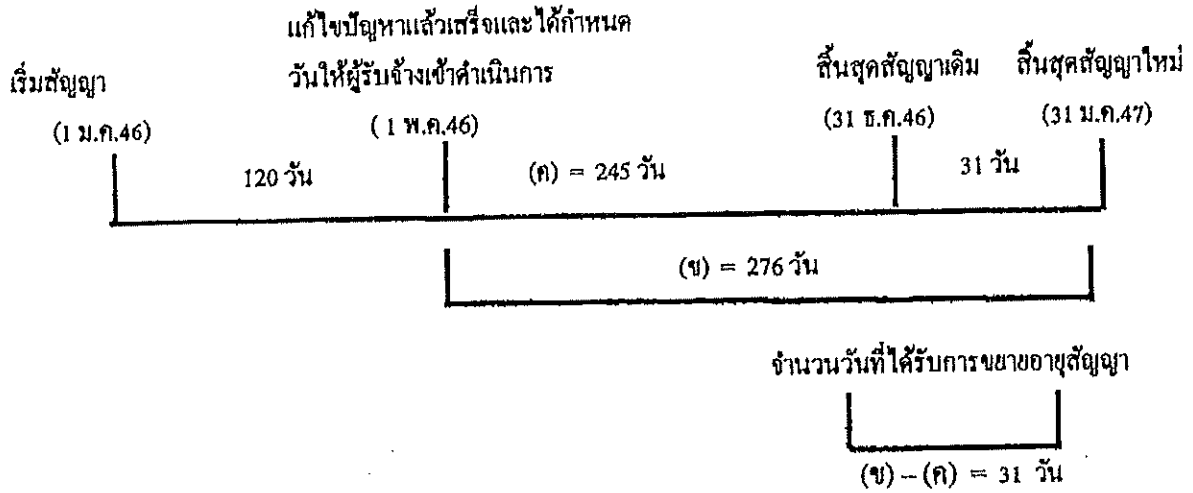 แก้ไขปัญหาแล้วเสร็จและได้กำหนด
วันให้ผู้รับจ้างเข้าดำเนินการ
เริ่มสัญญา
สิ้นสุดสัญญาเดิม
สิ้นสุดสัญญาใหม่
(1 ม.ค.46)
( 1 พ.ค.46)
(31 ธ.ค.46)
(31 ม.ค.47)
120 วัน
(ค) = 245 วัน
31 วัน
(ข) = 276 วัน
จำนวนวันที่ได้รับการขยายอายุสัญญา
(ข) – (ค) = 31 วัน